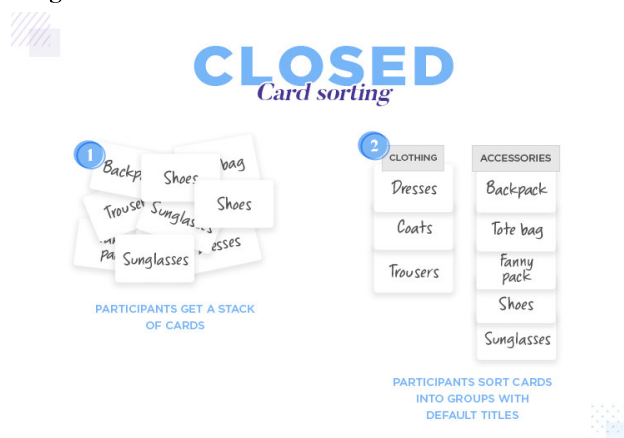 CLOSED
Card sorting
1
Shoes
bag
Shoes
Sunglasses
PARTICIPANTS GET A STACK
OF CARDS
2
CLOTHING
Dresses
Coats
Trousers
ACCESSORIES
Backpack
Tote bag
Fanny
pack
Shoes
Sunglasses
PARTICIPANTS SORT CARDS
INTO GROUPS WITH
DEFAULT TITLES